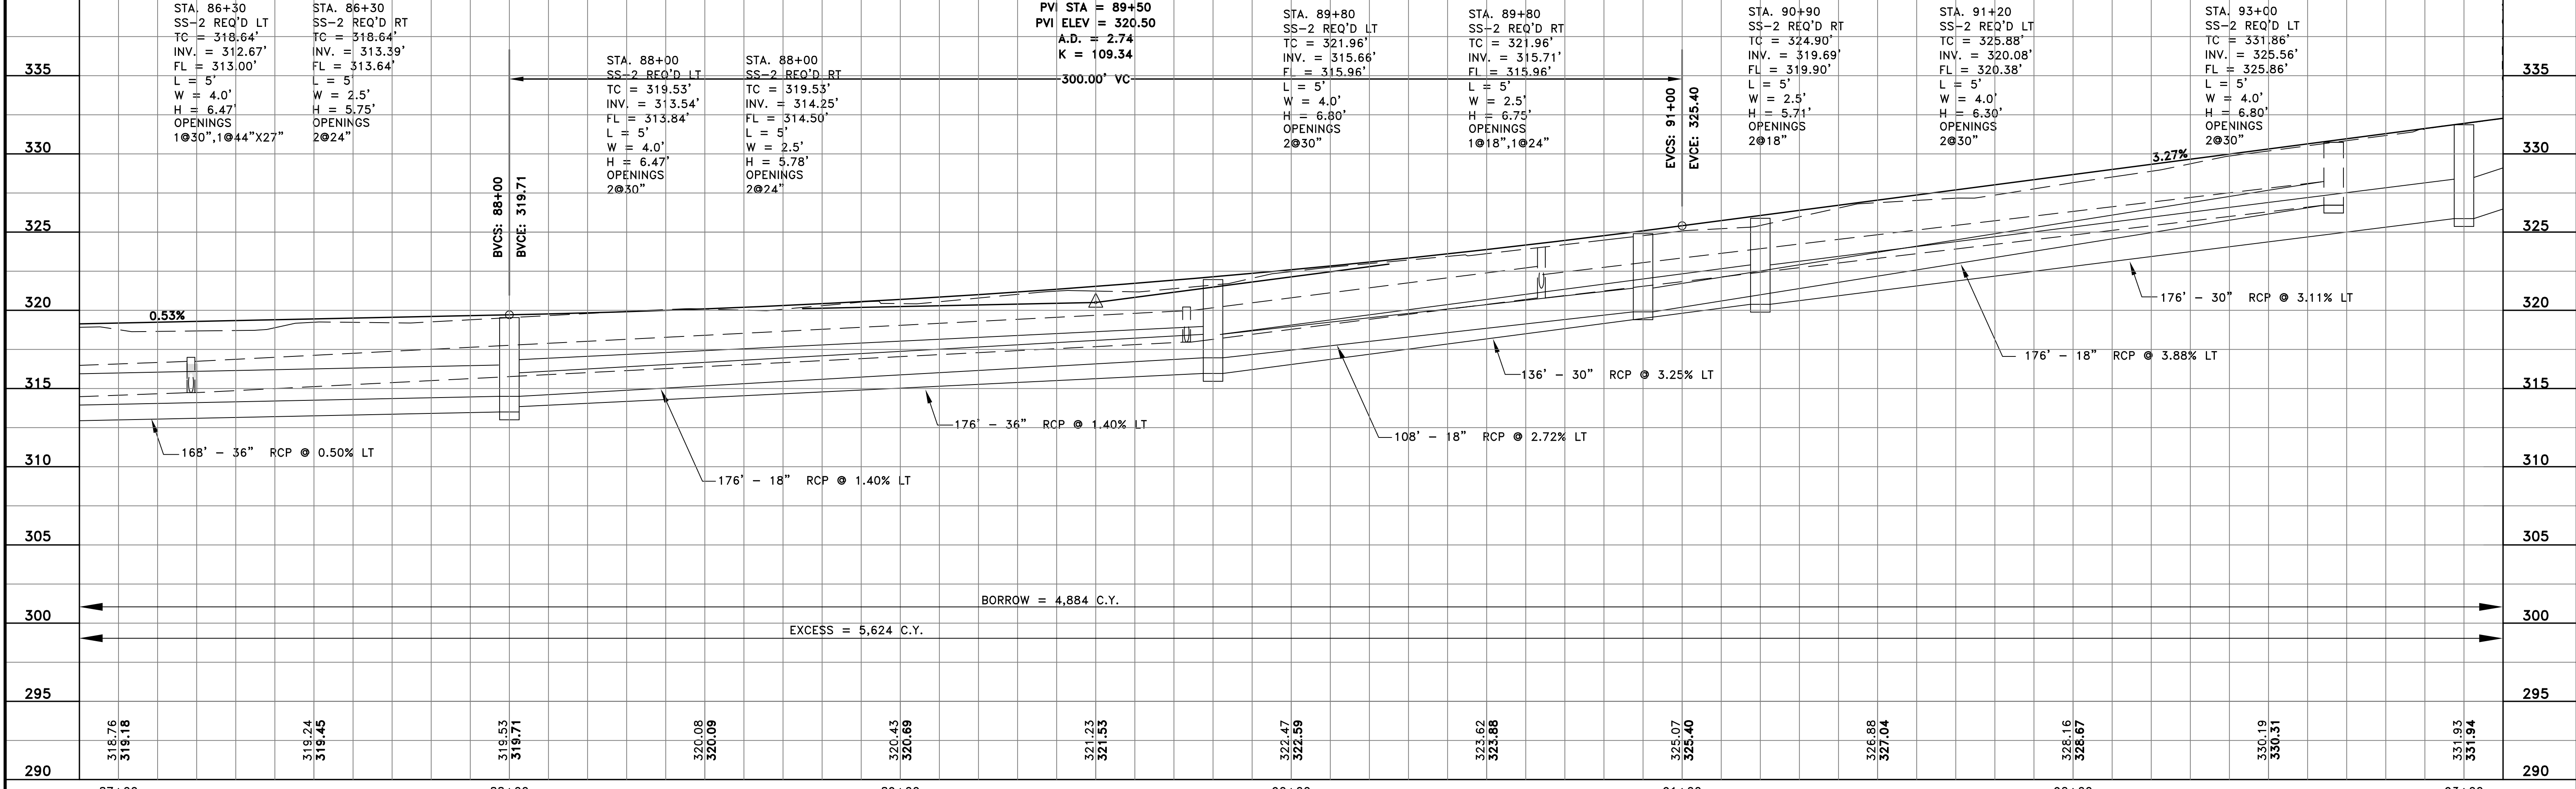 STA. 86+30
SS-2 REQ'D LT
TC = 318.64'
INV. = 312.67'
FL = 313.00'
L = 5'
W = 4.0'
H = 6.47'
OPENINGS
1@30",1@44"X27"
STA. 86+30
SS-2 REQ'D RT
TC = 318.64'
INV. = 313.39'
FL = 313.64'
L = 5'
W = 2.5'
H = 5.75'
OPENINGS
2@24"
STA. 88+00
SS-2 REQ'D LT
TC = 319.53'
INV. = 313.54'
FL = 313.84'
L = 5'
W = 4.0'
H = 6.47'
OPENINGS
2@30"
STA. 88+00
SS-2 REQ'D RT
TC = 319.53'
INV. = 314.25'
FL = 314.50'
L = 5'
W = 2.5'
H = 5.78'
OPENINGS
2@24"
PVI STA = 89+50
PVI ELEV = 320.50
A.D. = 2.74
K = 109.34
300.00' VC
STA. 89+80
SS-2 REQ'D LT
TC = 321.96'
INV. = 315.66'
FL = 315.96'
L = 5'
W = 4.0'
H = 6.80'
OPENINGS
2@30"
STA. 89+80
SS-2 REQ'D RT
TC = 321.96'
INV. = 315.71'
FL = 315.96'
L = 5'
W = 2.5'
H = 6.75'
OPENINGS
1@18",1@24"
STA. 90+90
SS-2 REQ'D RT
TC = 324.90'
INV. = 319.69'
FL = 319.90'
L = 5'
W = 2.5'
H = 5.71'
OPENINGS
2@18"
STA. 91+20
SS-2 REQ'D LT
TC = 325.88'
INV. = 320.08'
FL = 320.38'
L = 5'
W = 4.0'
H = 6.30'
OPENINGS
2@30"
STA. 93+00
SS-2 REQ'D LT
TC = 331.86'
INV. = 325.56'
FL = 325.86'
L = 5'
W = 4.0'
H = 6.80'
OPENINGS
2@30"
BVCS: 88+00
BVCE: 319.71
EVCS: 91+00
EVCE: 325.40
0.53%
3.27%
335
330
325
320
315
310
305
300
295
290
335
330
325
320
315
310
305
300
295
290
168' - 36" RCP @ 0.50% LT
176' - 18" RCP @ 1.40% LT
176' - 36" RCP @ 1.40% LT
108' - 18" RCP @ 2.72% LT
136' - 30" RCP @ 3.25% LT
176' - 18" RCP @ 3.88% LT
176' - 30" RCP @ 3.11% LT
BORROW = 4,884 C.Y.
EXCESS = 5,624 C.Y.
318.76
319.18
319.24
319.45
319.53
319.71
320.08
320.09
320.43
320.69
321.23
321.53
322.47
322.59
323.62
323.88
325.07
325.40
326.88
327.04
328.16
328.67
330.19
330.31
331.93
331.94